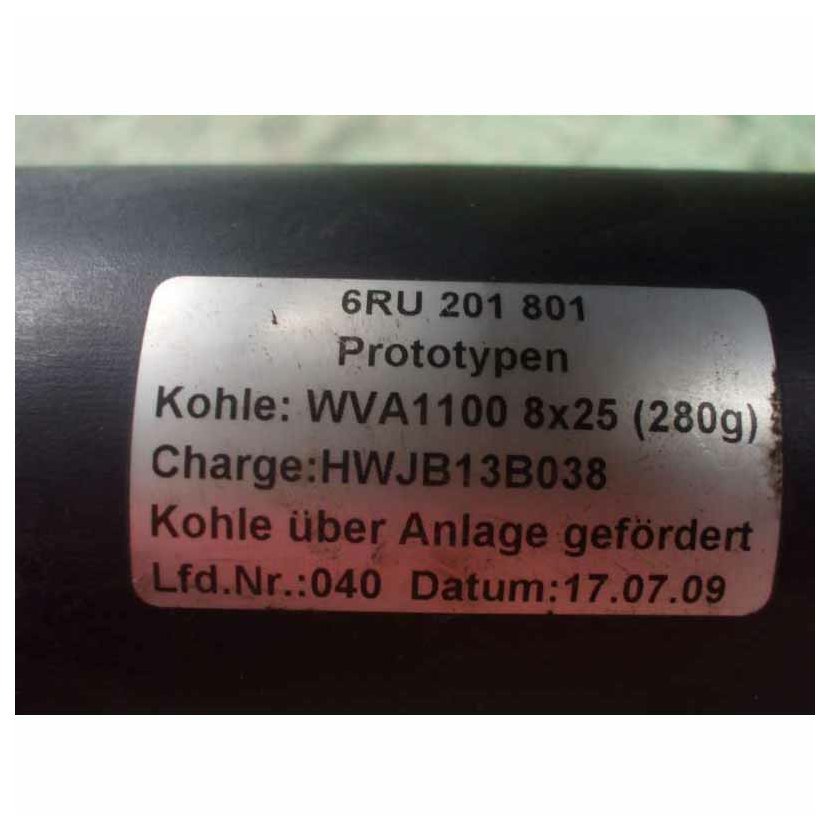 6RU 201 801
Prototypen
Kohle: WVA1100 8x25 (280g)
Charge:HWJB13B038
Kohle über Anlage gefördert
Lfd.Nr.:040 Datum:17.07.09